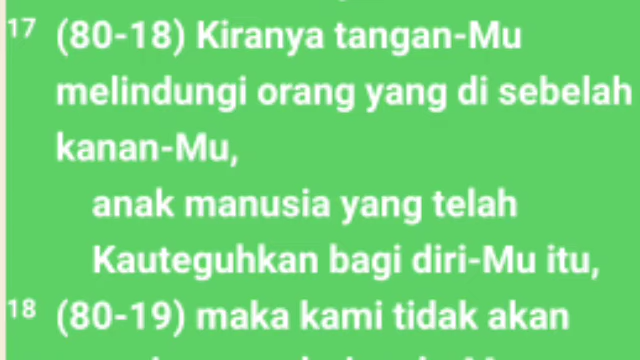 17 (80-18) Kiranya tangan-Mu
melindungi orang yang di sebelah
kanan-Mu,
anak manusia yang telah
Kauteguhkan bagi diri-Mu itu,
18 (80-19) maka kami tidak akan